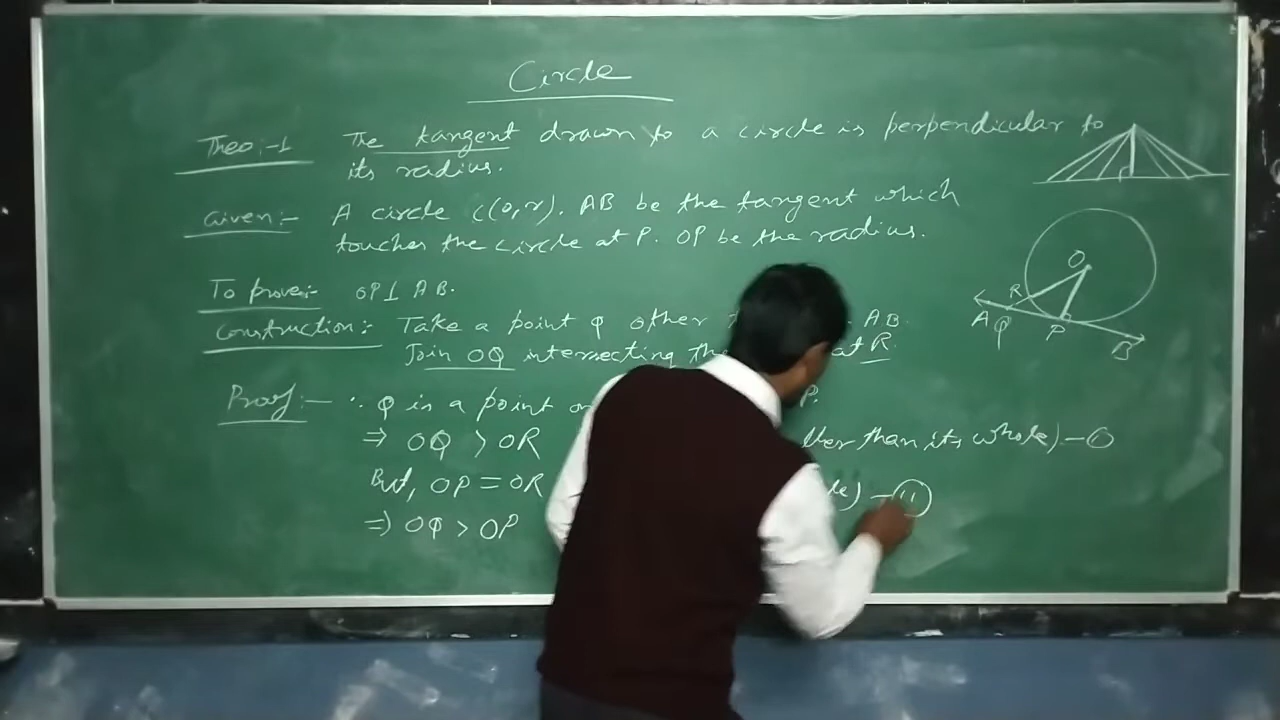 Circle
Theo:-1 The tangent drawn to a circle is perpendicular to
its radius.
Given:- A circle C(O,r). AB be the tangent which
touches the circle at P. OP be the radius.
To prove:- OP⊥AB.
Construction:- Take a point Q other AB.
Join OQ intersecting the at R.
Proof:- ∵ Q is a point on P.
⇒ OQ > OR than its whole) -
But, OP = OR - (ii)
⇒ OQ > OP
O
R
A Q P
B